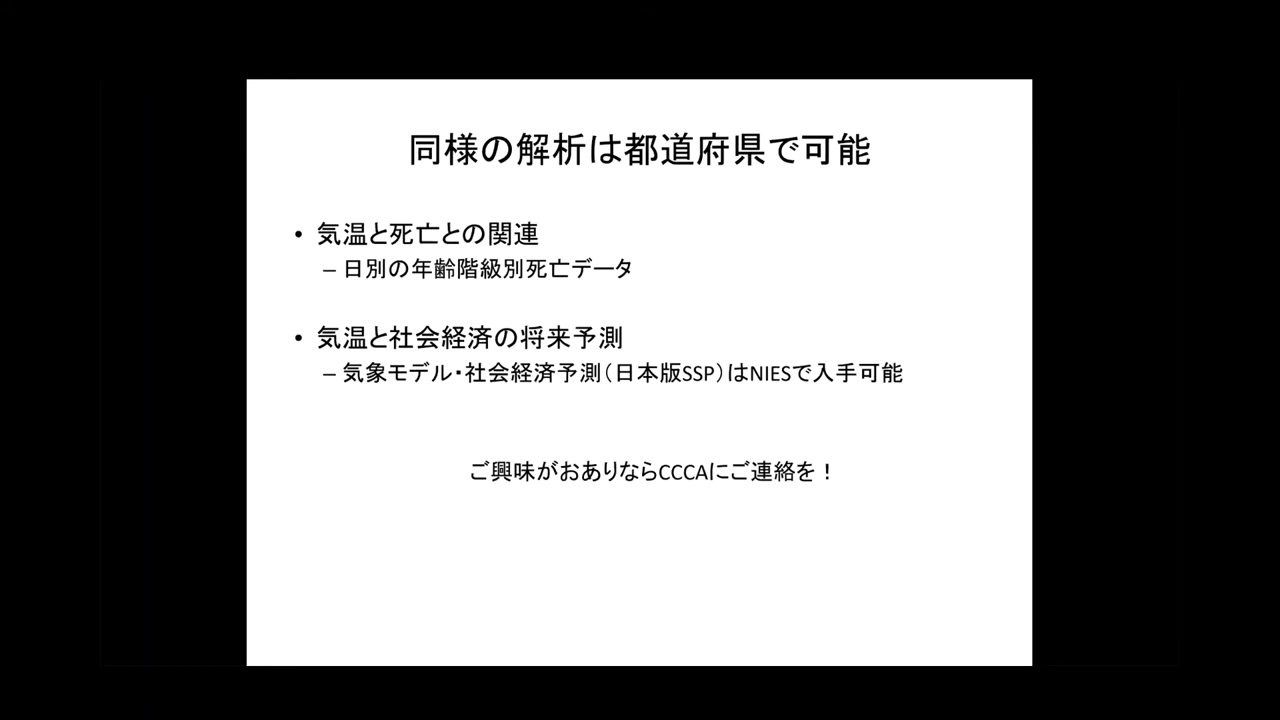 同様の解析は都道府県で可能
• 気温と死亡との関連
– 日別の年齢階級別死亡データ
• 気温と社会経済の将来予測
– 気象モデル・社会経済予測（日本版SSP）はNIESで入手可能
ご興味がおありならCCCAにご連絡を！